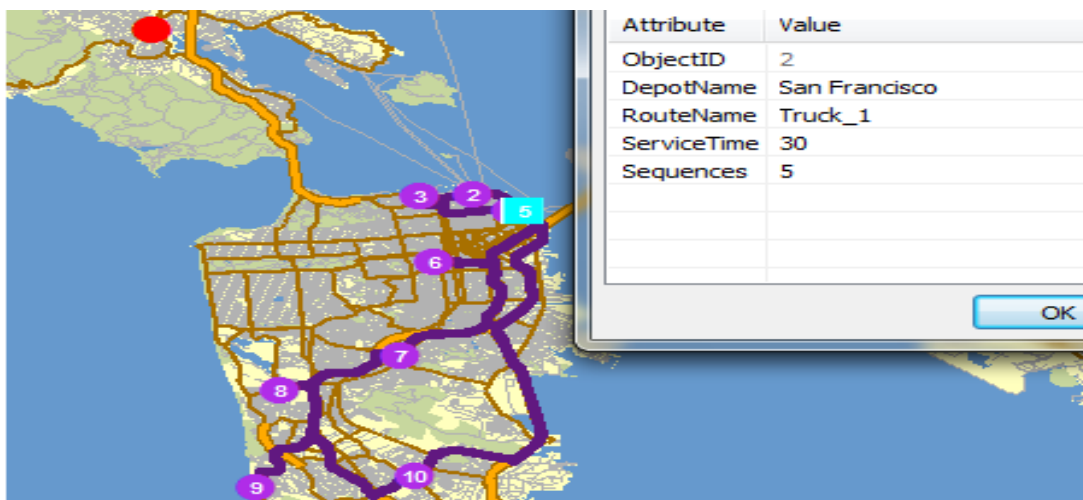 Attribute Value
ObjectID 2
DepotName San Francisco
RouteName Truck_1
ServiceTime 30
Sequences 5
OK
3 2
5
6
7
8
10
9